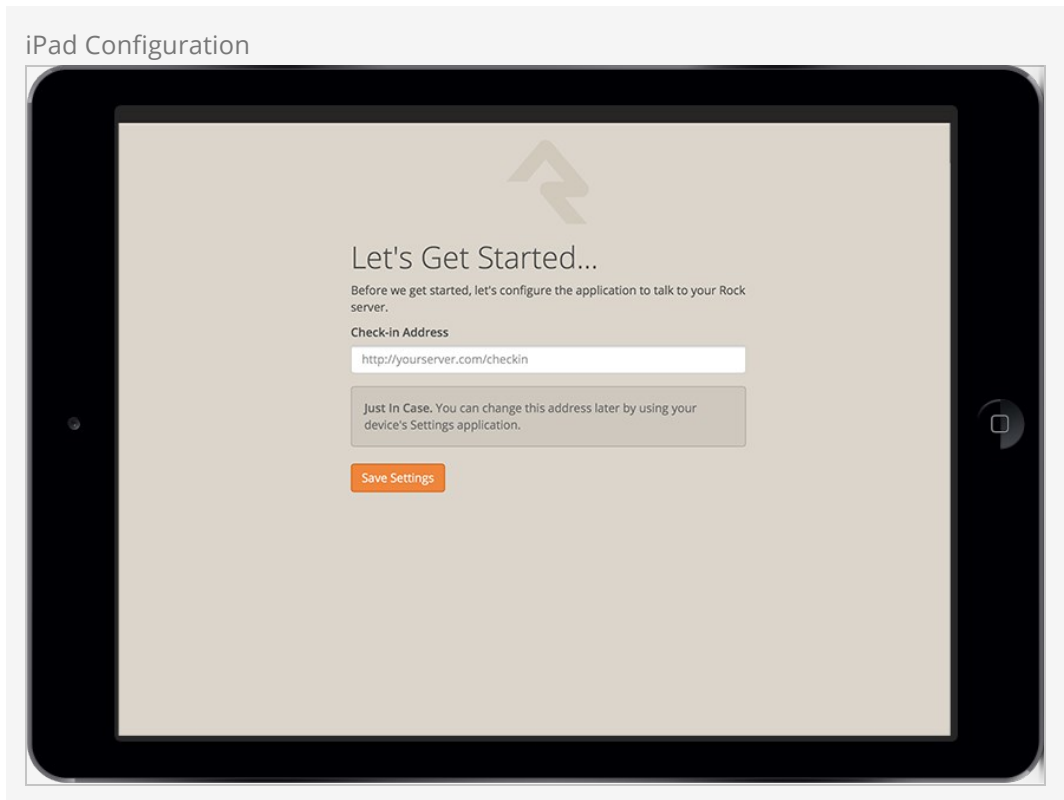 iPad Configuration
Let's Get Started...
Before we get started, let's configure the application to talk to your Rock
server.
Check-in Address
http://yourserver.com/checkin
Just In Case. You can change this address later by using your
device's Settings application.
Save Settings